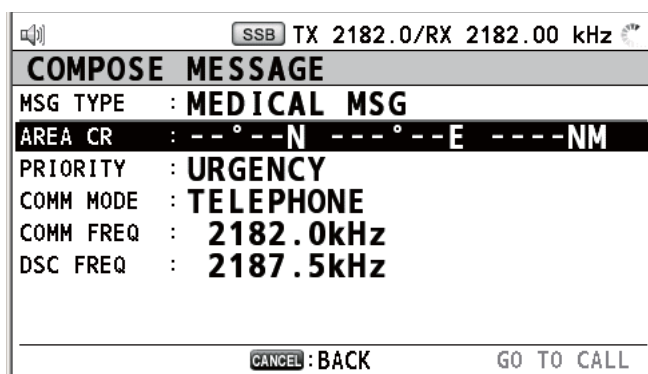 SSB TX 2182.0/RX 2182.00 kHz
COMPOSE MESSAGE
MSG TYPE : MEDICAL MSG
AREA CR : --°--N ---°--E ----NM
PRIORITY : URGENCY
COMM MODE : TELEPHONE
COMM FREQ : 2182.0kHz
DSC FREQ : 2187.5kHz
CANCEL : BACK GO TO CALL